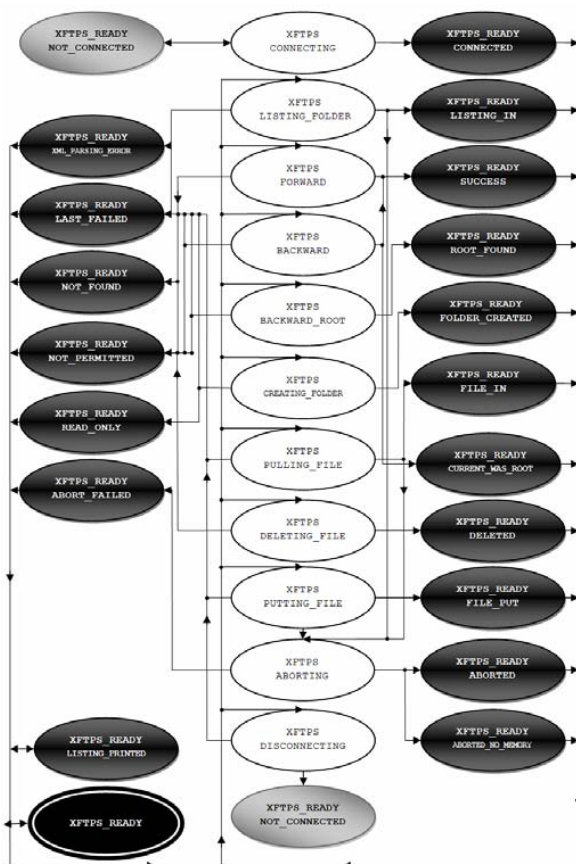 XFTPS_READY
NOT_CONNECTED
XFTPS
CONNECTING
XFTPS_READY
CONNECTED
XFTPS
LISTING_FOLDER
XFTPS_READY
LISTING_IN
XFTPS_READY
XML_PARSING_ERROR
XFTPS
FORWARD
XFTPS_READY
SUCCESS
XFTPS_READY
LAST_FAILED
XFTPS
BACKWARD
XFTPS_READY
ROOT_FOUND
XFTPS_READY
NOT_FOUND
XFTPS
BACKWARD_ROOT
XFTPS_READY
FOLDER_CREATED
XFTPS_READY
NOT_PERMITTED
XFTPS
CREATING_FOLDER
XFTPS_READY
FILE_IN
XFTPS_READY
READ_ONLY
XFTPS
PULLING_FILE
XFTPS_READY
CURRENT_WAS_ROOT
XFTPS_READY
ABORT_FAILED
XFTPS
DELETING_FILE
XFTPS_READY
DELETED
XFTPS
PUTTING_FILE
XFTPS_READY
FILE_PUT
XFTPS
ABORTING
XFTPS_READY
ABORTED
XFTPS_READY
LISTING_PRINTED
XFTPS
DISCONNECTING
XFTPS_READY
ABORTED_NO_MEMORY
XFTPS_READY
XFTPS_READY
NOT_CONNECTED